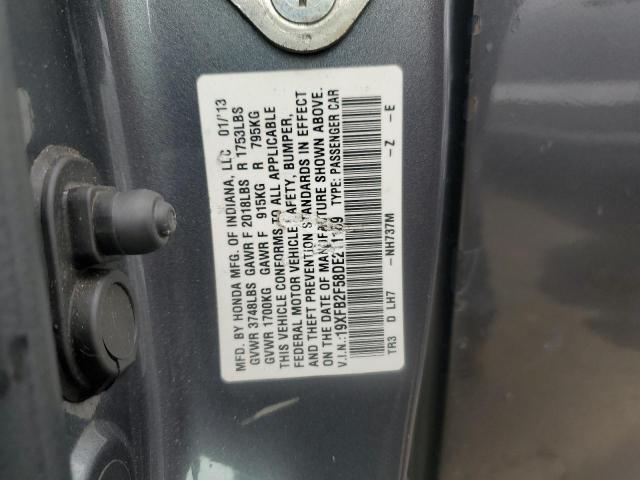 MFD. BY HONDA MFG. OF INDIANA, LLC 01/'13
GVWR 3748LBS GAWR F 2018LBS R 1753LBS
GVWR 1700KG GAWR F 915KG R 795KG
THIS VEHICLE CONFORMS TO ALL APPLICABLE
FEDERAL MOTOR VEHICLE SAFETY, BUMPER,
AND THEFT PREVENTION STANDARDS IN EFFECT
ON THE DATE OF MANUFACTURE SHOWN ABOVE.
V.I.N.: TYPE: PASSENGER CAR
TR3 D LH7 -NH737M -Z -E